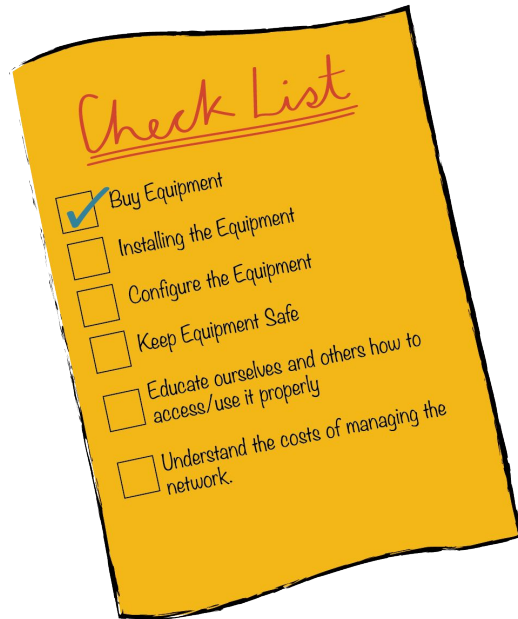 Check List
Buy Equipment
Installing the Equipment
Configure the Equipment
Keep Equipment Safe
Educate ourselves and others how to
access/use it properly
Understand the costs of managing the
network.